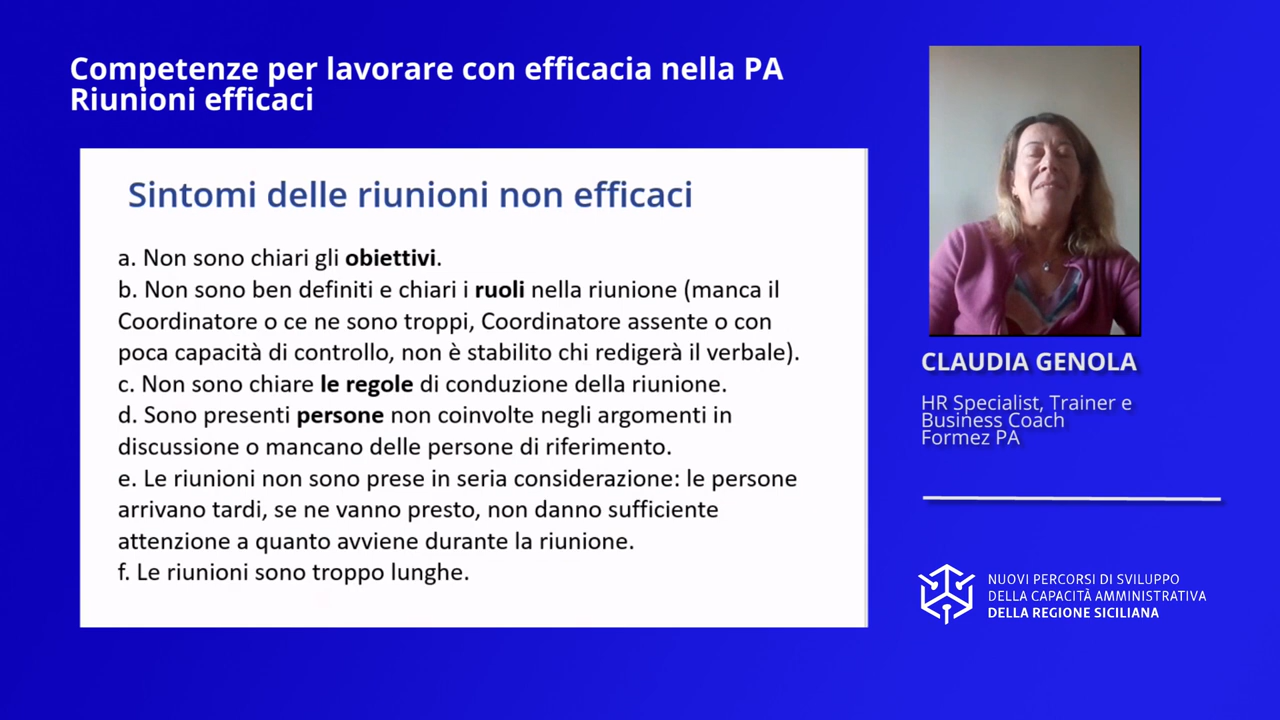 Competenze per lavorare con efficacia nella PA
Riunioni efficaci
Sintomi delle riunioni non efficaci
a. Non sono chiari gli obiettivi.
b. Non sono ben definiti e chiari i ruoli nella riunione (manca il
Coordinatore o ce ne sono troppi, Coordinatore assente o con
poca capacità di controllo, non è stabilito chi redigerà il verbale).
c. Non sono chiare le regole di conduzione della riunione.
d. Sono presenti persone non coinvolte negli argomenti in
discussione o mancano delle persone di riferimento.
e. Le riunioni non sono prese in seria considerazione: le persone
arrivano tardi, se ne vanno presto, non danno sufficiente
attenzione a quanto avviene durante la riunione.
f. Le riunioni sono troppo lunghe.
CLAUDIA GENOLA
HR Specialist, Trainer e
Business Coach
Formez PA
NUOVI PERCORSI DI SVILUPPO
DELLA CAPACITÀ AMMINISTRATIVA
DELLA REGIONE SICILIANA